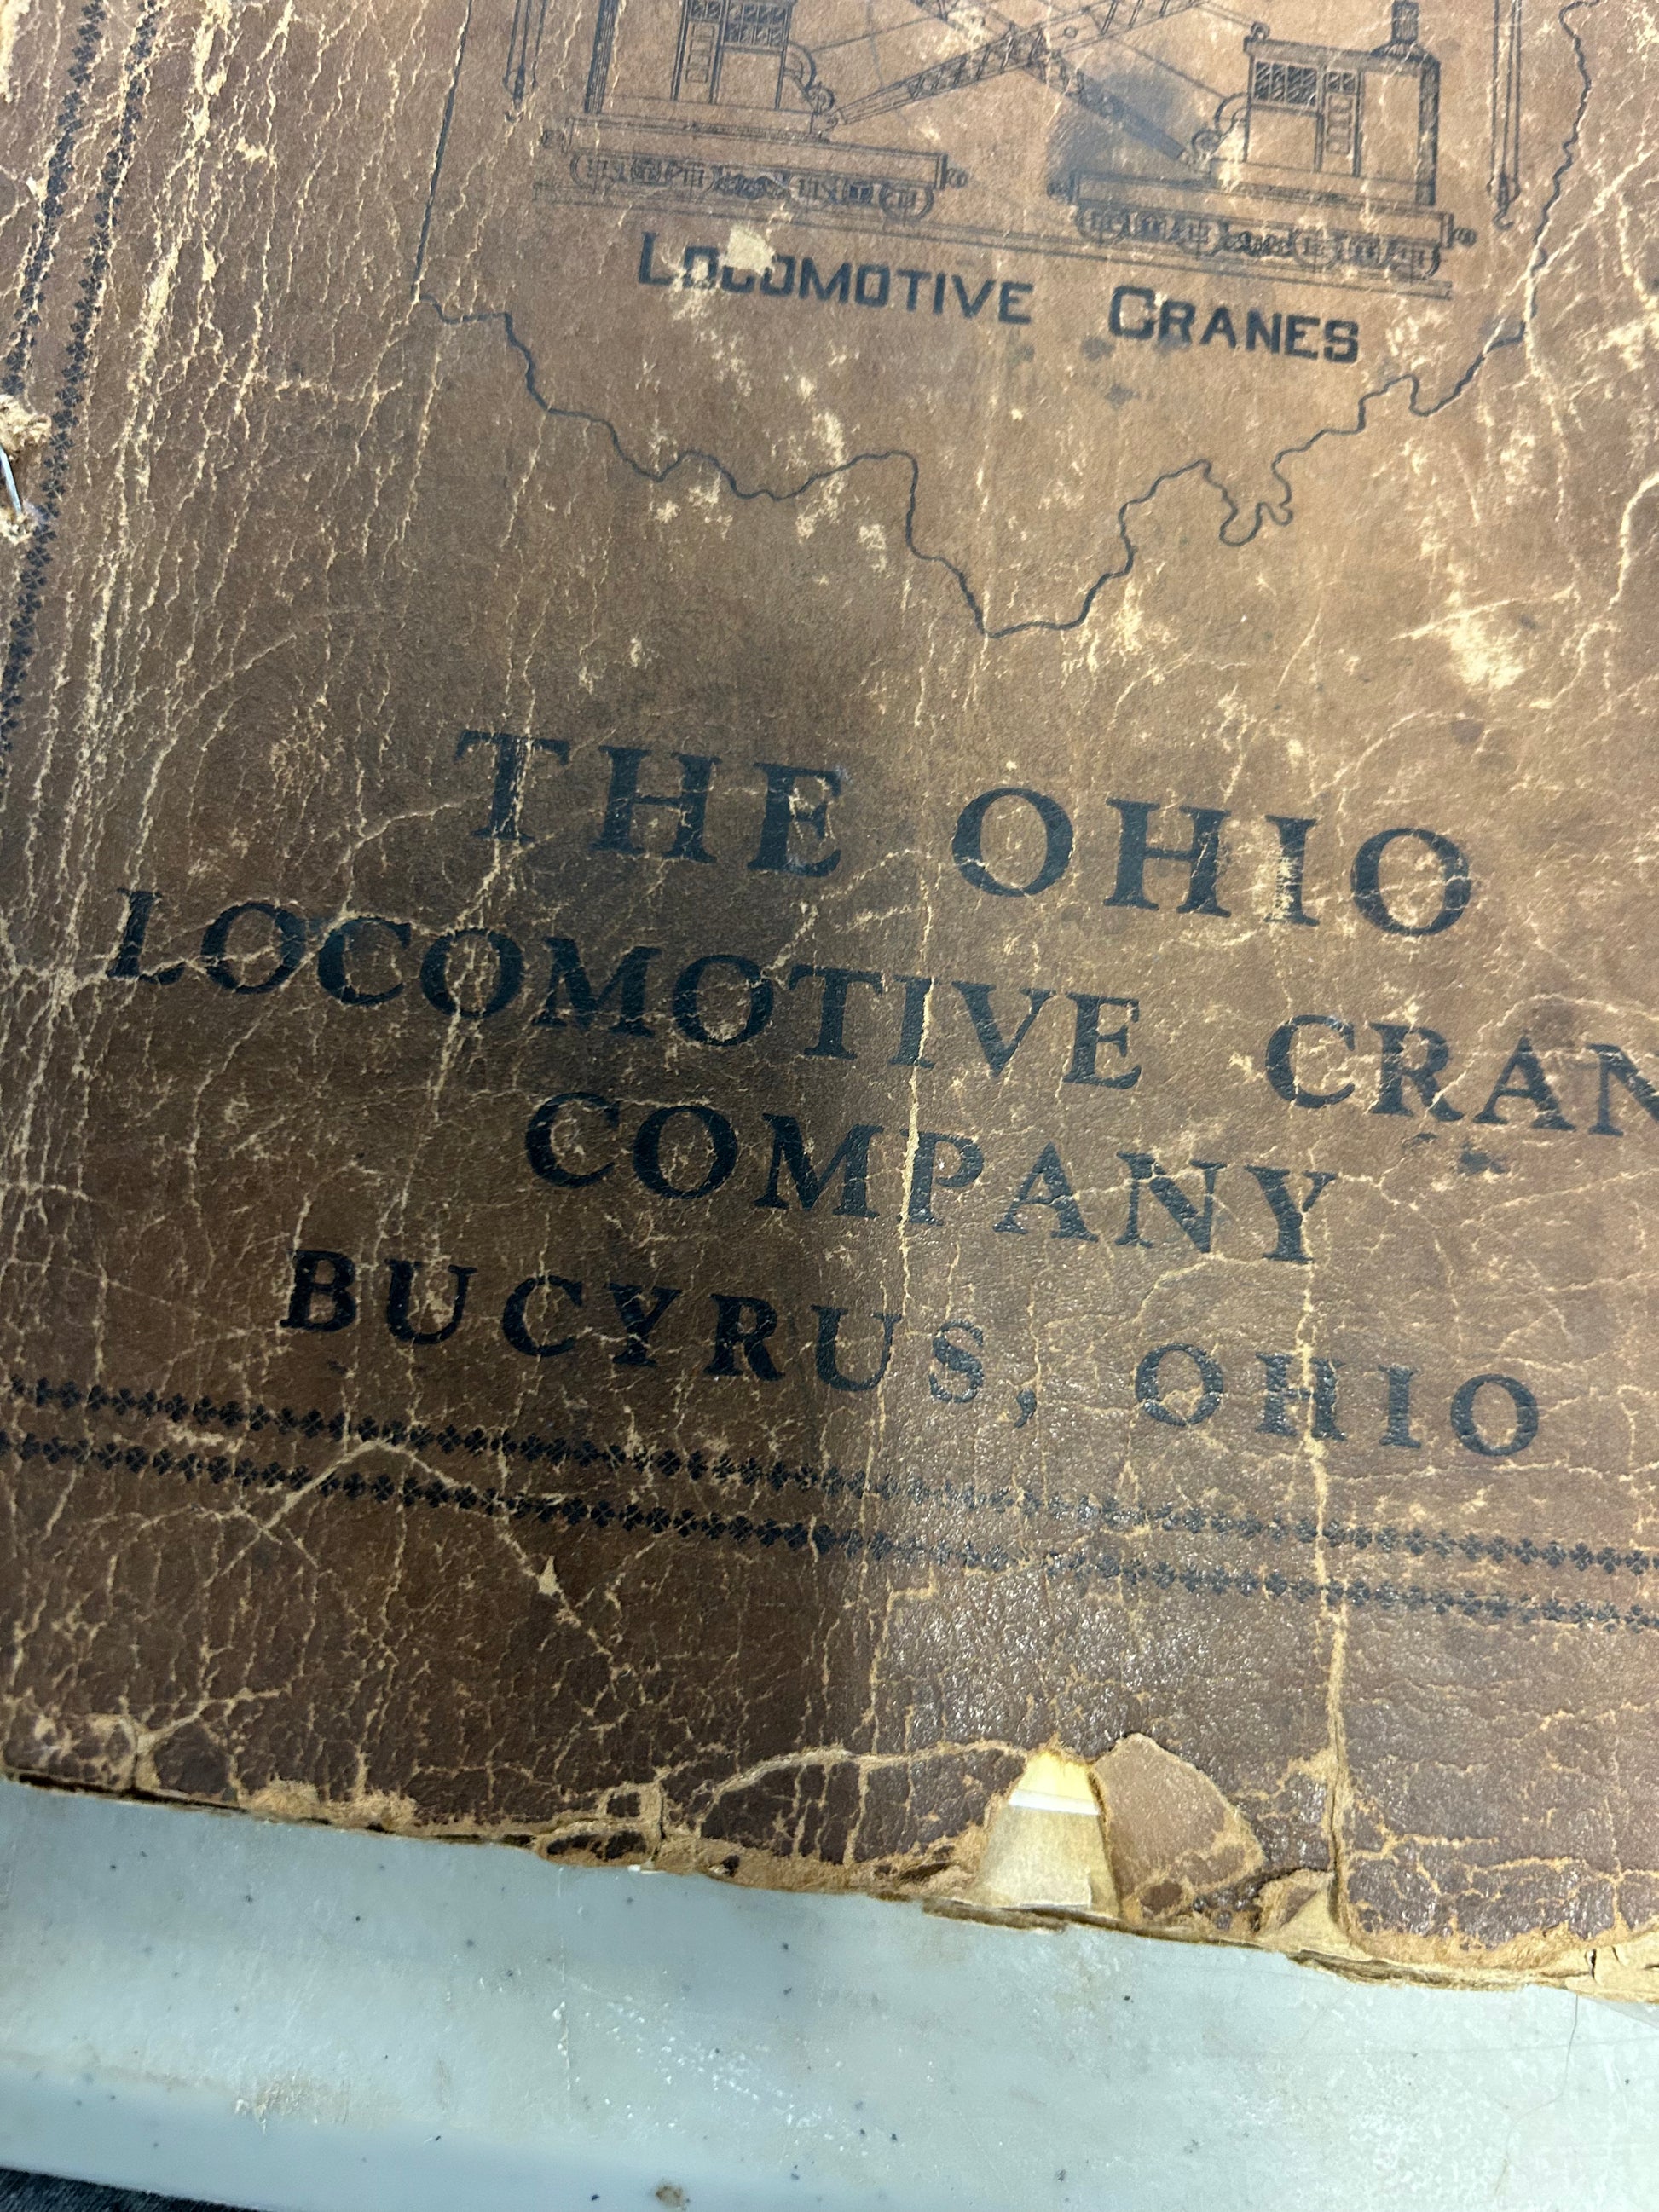 LOCOMOTIVE CRANES
THE OHIO
LOCOMOTIVE CRAN
COMPANY
BUCYRUS, OHIO